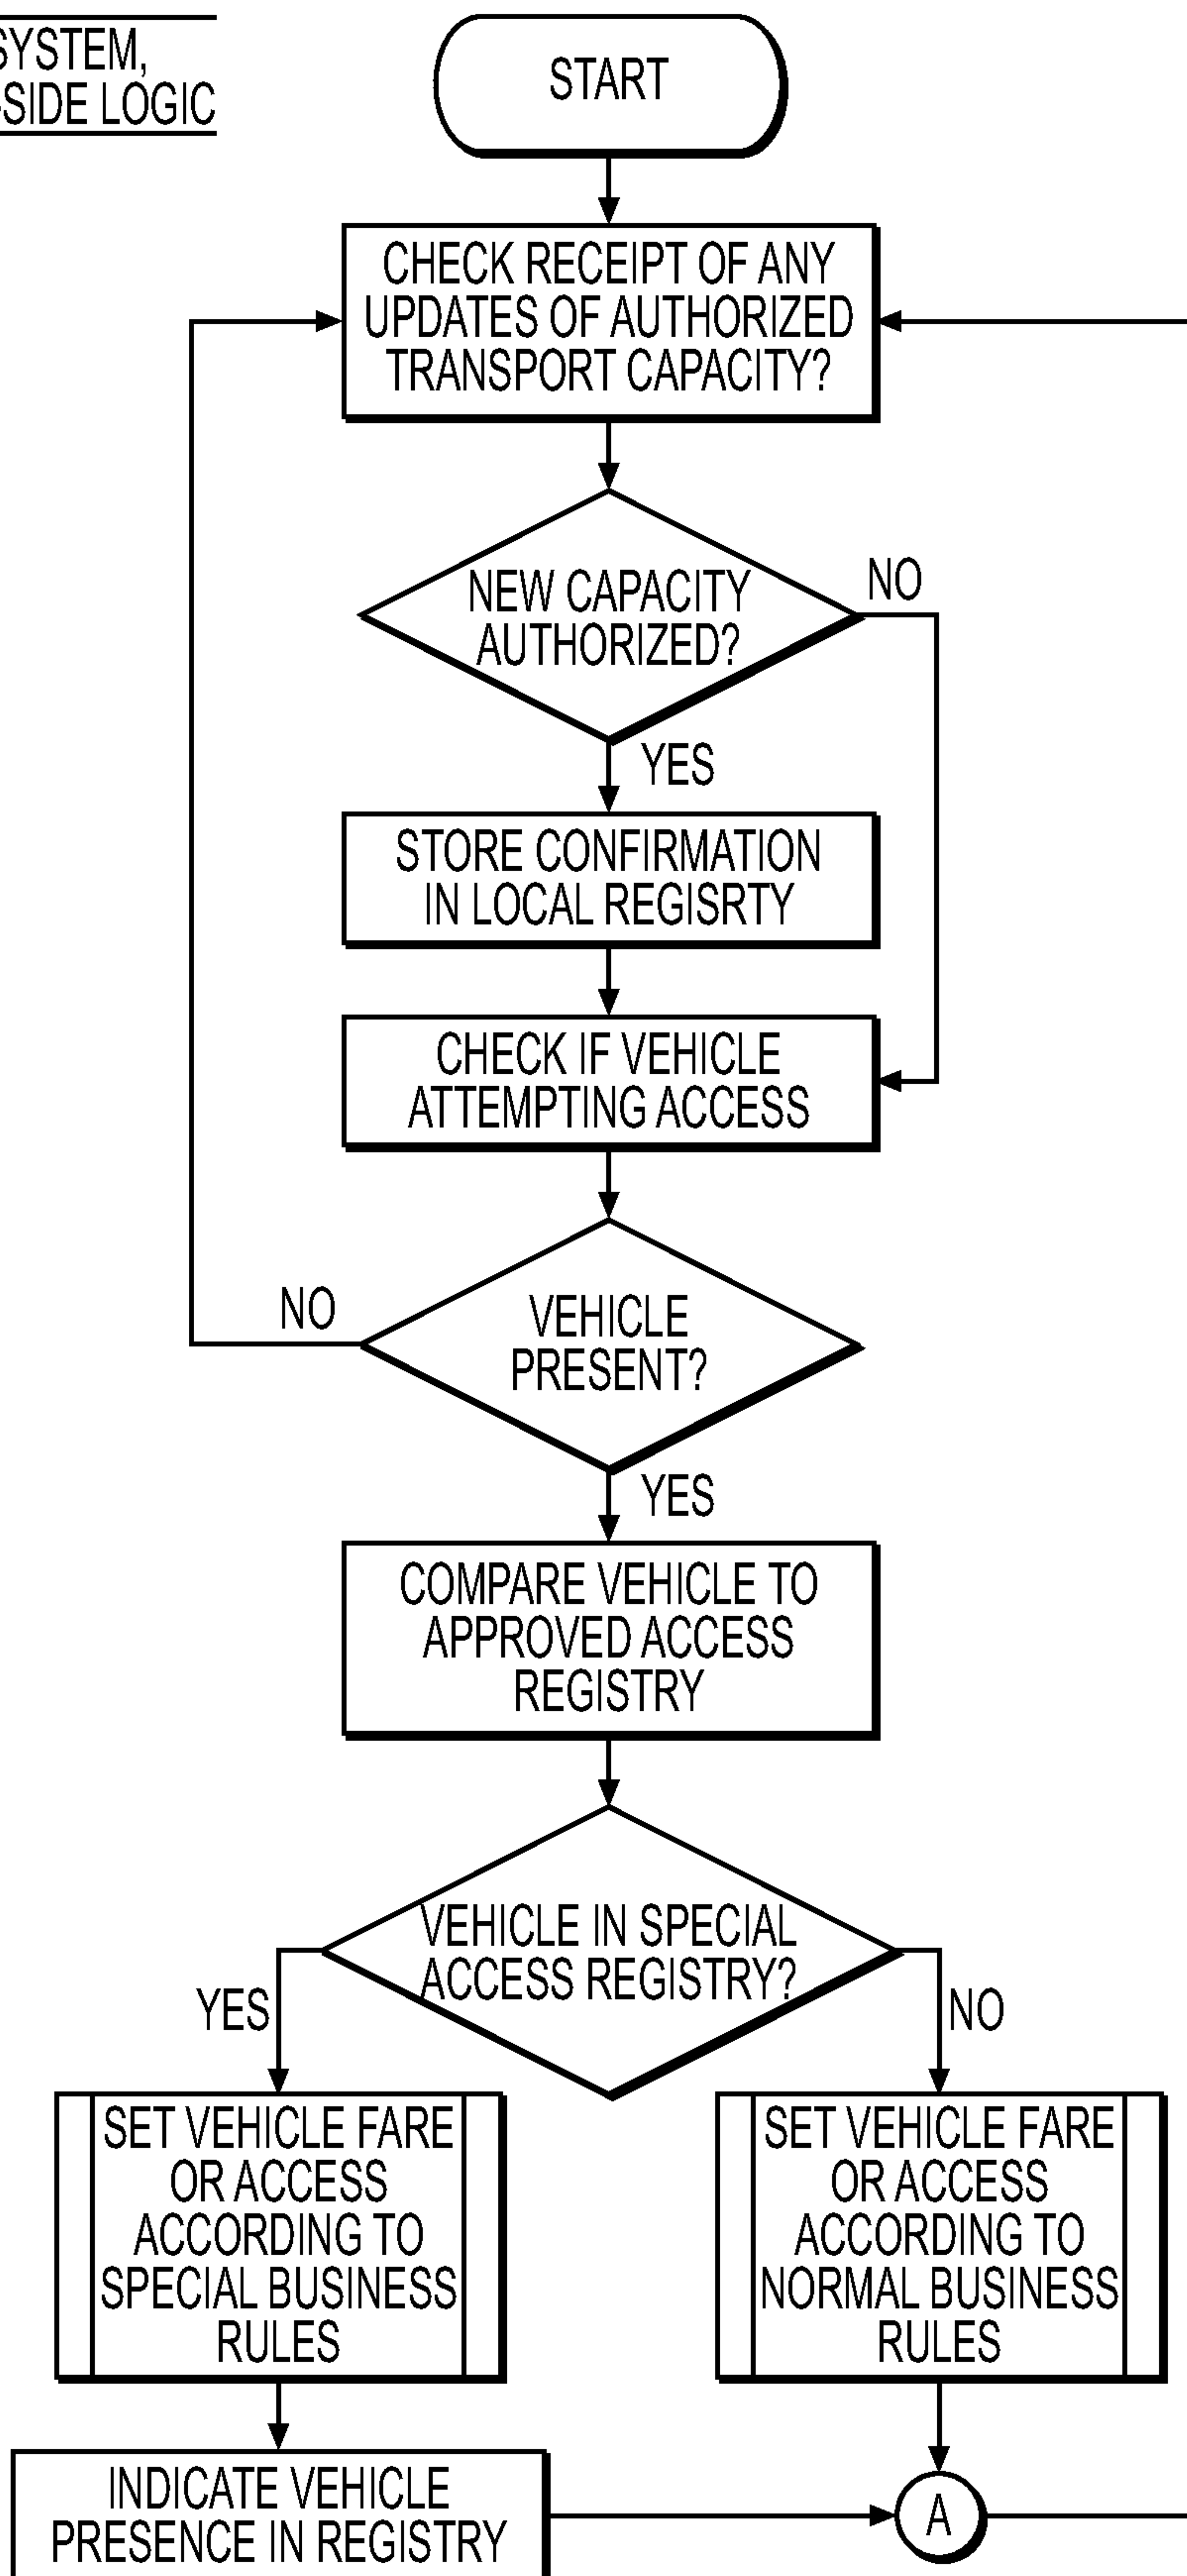 SYSTEM,
-SIDE LOGIC
START
CHECK RECEIPT OF ANY
UPDATES OF AUTHORIZED
TRANSPORT CAPACITY?
NEW CAPACITY
AUTHORIZED?
NO
YES
STORE CONFIRMATION
IN LOCAL REGISRTY
CHECK IF VEHICLE
ATTEMPTING ACCESS
VEHICLE
PRESENT?
NO
YES
COMPARE VEHICLE TO
APPROVED ACCESS
REGISTRY
VEHICLE IN SPECIAL
ACCESS REGISTRY?
YES
NO
SET VEHICLE FARE
OR ACCESS
ACCORDING TO
SPECIAL BUSINESS
RULES
SET VEHICLE FARE
OR ACCESS
ACCORDING TO
NORMAL BUSINESS
RULES
INDICATE VEHICLE
PRESENCE IN REGISTRY
A